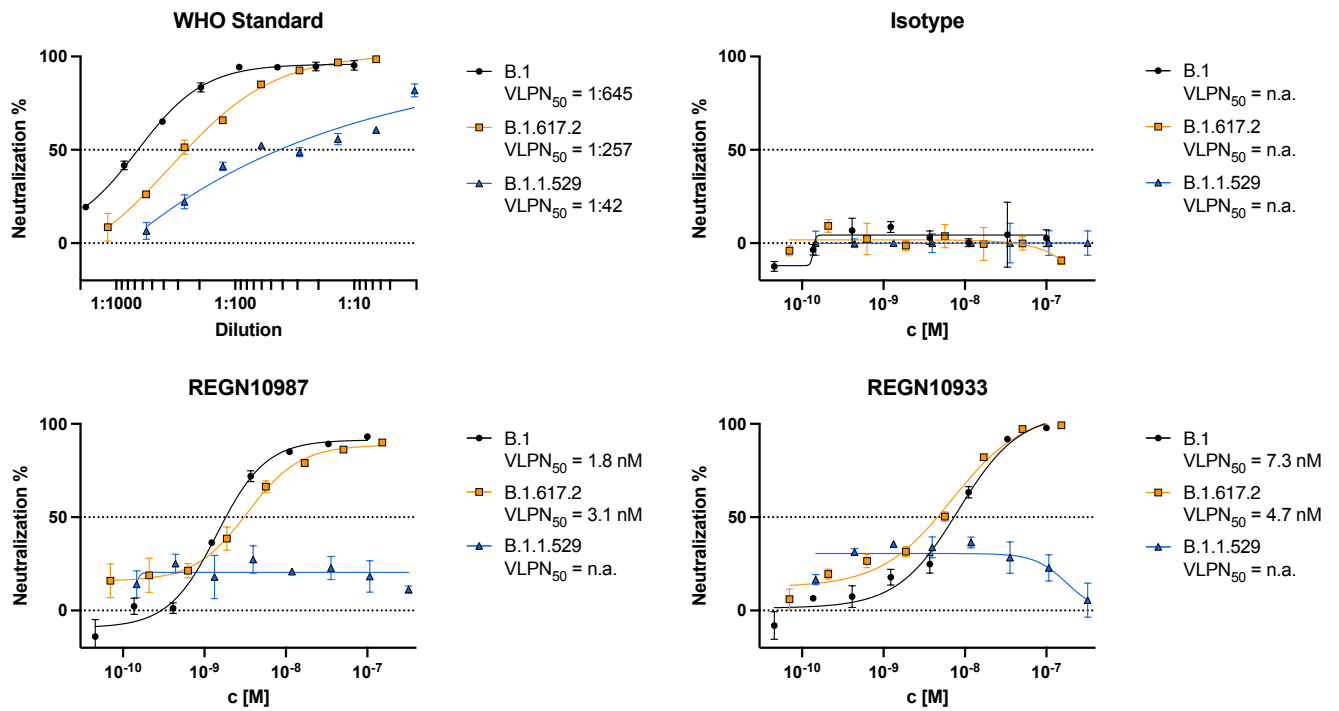 WHO Standard
Neutralization %
100
50
0
1:1000
1:100
1:10
Dilution
B.1
VLPN50 = 1:645
B.1.617.2
VLPN50 = 1:257
B.1.1.529
VLPN50 = 1:42
Isotype
Neutralization %
100
50
0
10-10
10-9
10-8
10-7
c [M]
B.1
VLPN50 = n.a.
B.1.617.2
VLPN50 = n.a.
B.1.1.529
VLPN50 = n.a.
REGN10987
Neutralization %
100
50
0
10-10
10-9
10-8
10-7
c [M]
B.1
VLPN50 = 1.8 nM
B.1.617.2
VLPN50 = 3.1 nM
B.1.1.529
VLPN50 = n.a.
REGN10933
Neutralization %
100
50
0
10-10
10-9
10-8
10-7
c [M]
B.1
VLPN50 = 7.3 nM
B.1.617.2
VLPN50 = 4.7 nM
B.1.1.529
VLPN50 = n.a.